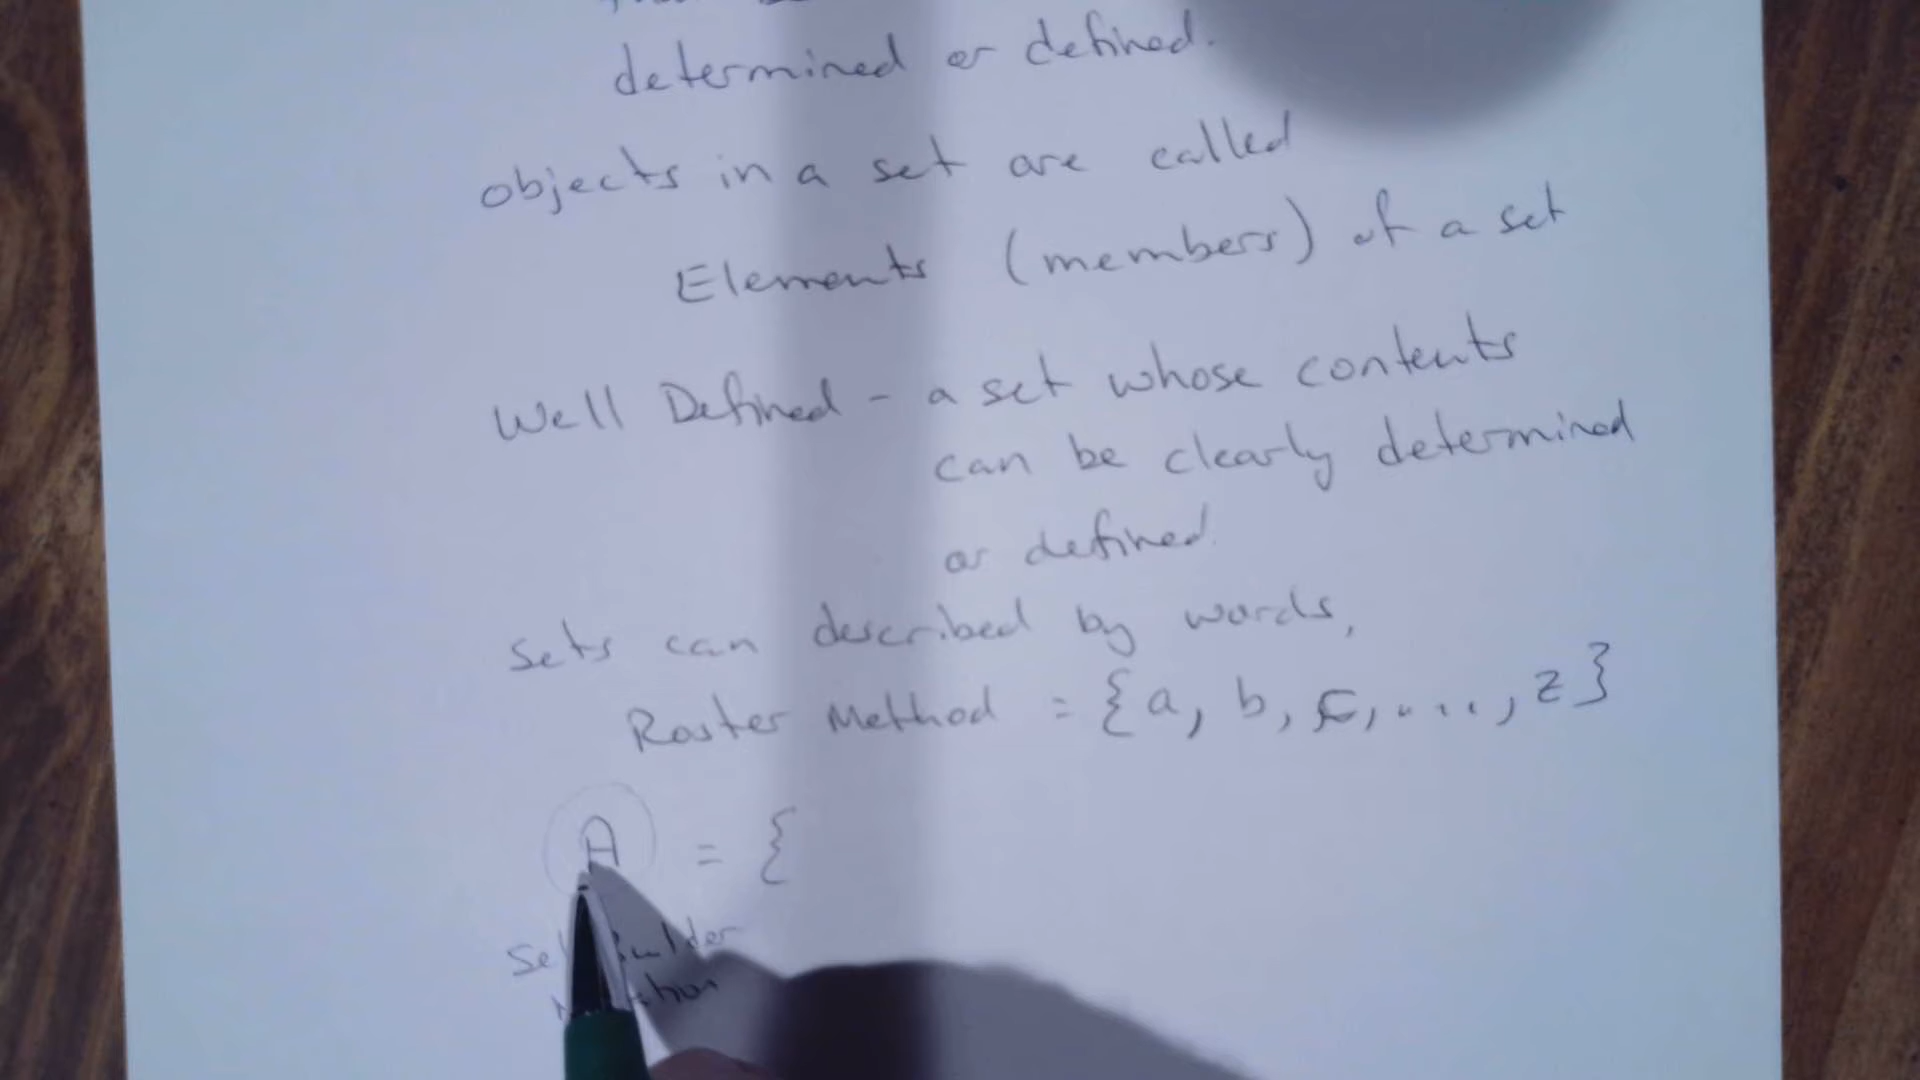 determined or defined.
objects in a set are called
Elements (members) of a set
Well Defined - a set whose contents
can be clearly determined
or defined.
Sets can described by words,
Roster Method = {a, b, c, ...., z}
A = {
Builder